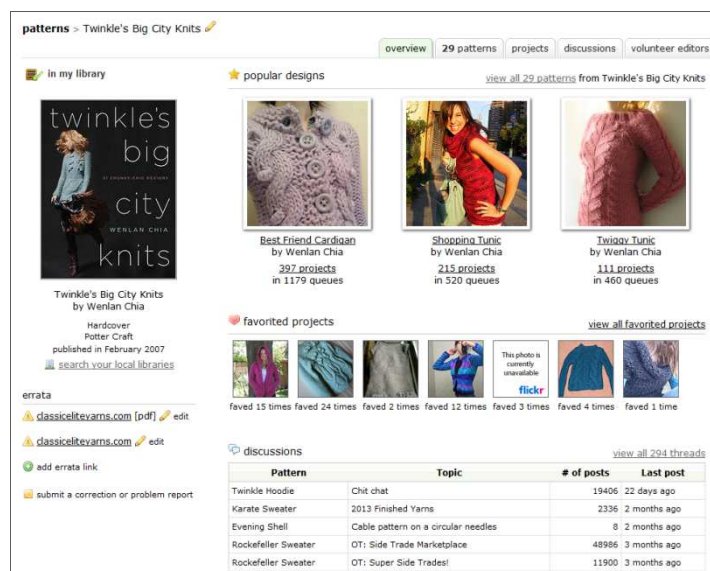 patterns > Twinkle's Big City Knits
overview
29 patterns
projects
discussions
volunteer editors
in my library
twinkle's
big
city
WENLAN CHIA
knits
Twinkle's Big City Knits
by Wenlan Chia
Hardcover
Potter Craft
published in February 2007
search your local libraries
errata
classiceliteyarns.com [pdf] edit
classiceliteyarns.com edit
add errata link
submit a correction or problem report
popular designs
view all 29 patterns from Twinkle's Big City Knits
Best Friend Cardigan
by Wenlan Chia
397 projects
in 1179 queues
Shopping Tunic
by Wenlan Chia
215 projects
in 520 queues
Twiggy Tunic
by Wenlan Chia
111 projects
in 460 queues
favorited projects
view all favorited projects
This photo is
currently
unavailable
flickr
faved 15 times faved 24 times faved 2 times faved 12 times faved 3 times faved 4 times faved 1 time
discussions
view all 294 threads
Pattern Topic # of posts Last post
Twinkle Hoodie Chit chat 19406 22 days ago
Karate Sweater 2013 Finished Yarns 2336 2 months ago
Evening Shell Cable pattern on a circular needles 8 2 months ago
Rockefeller Sweater OT: Side Trade Marketplace 48986 3 months ago
Rockefeller Sweater OT: Super Side Trades! 11900 3 months ago